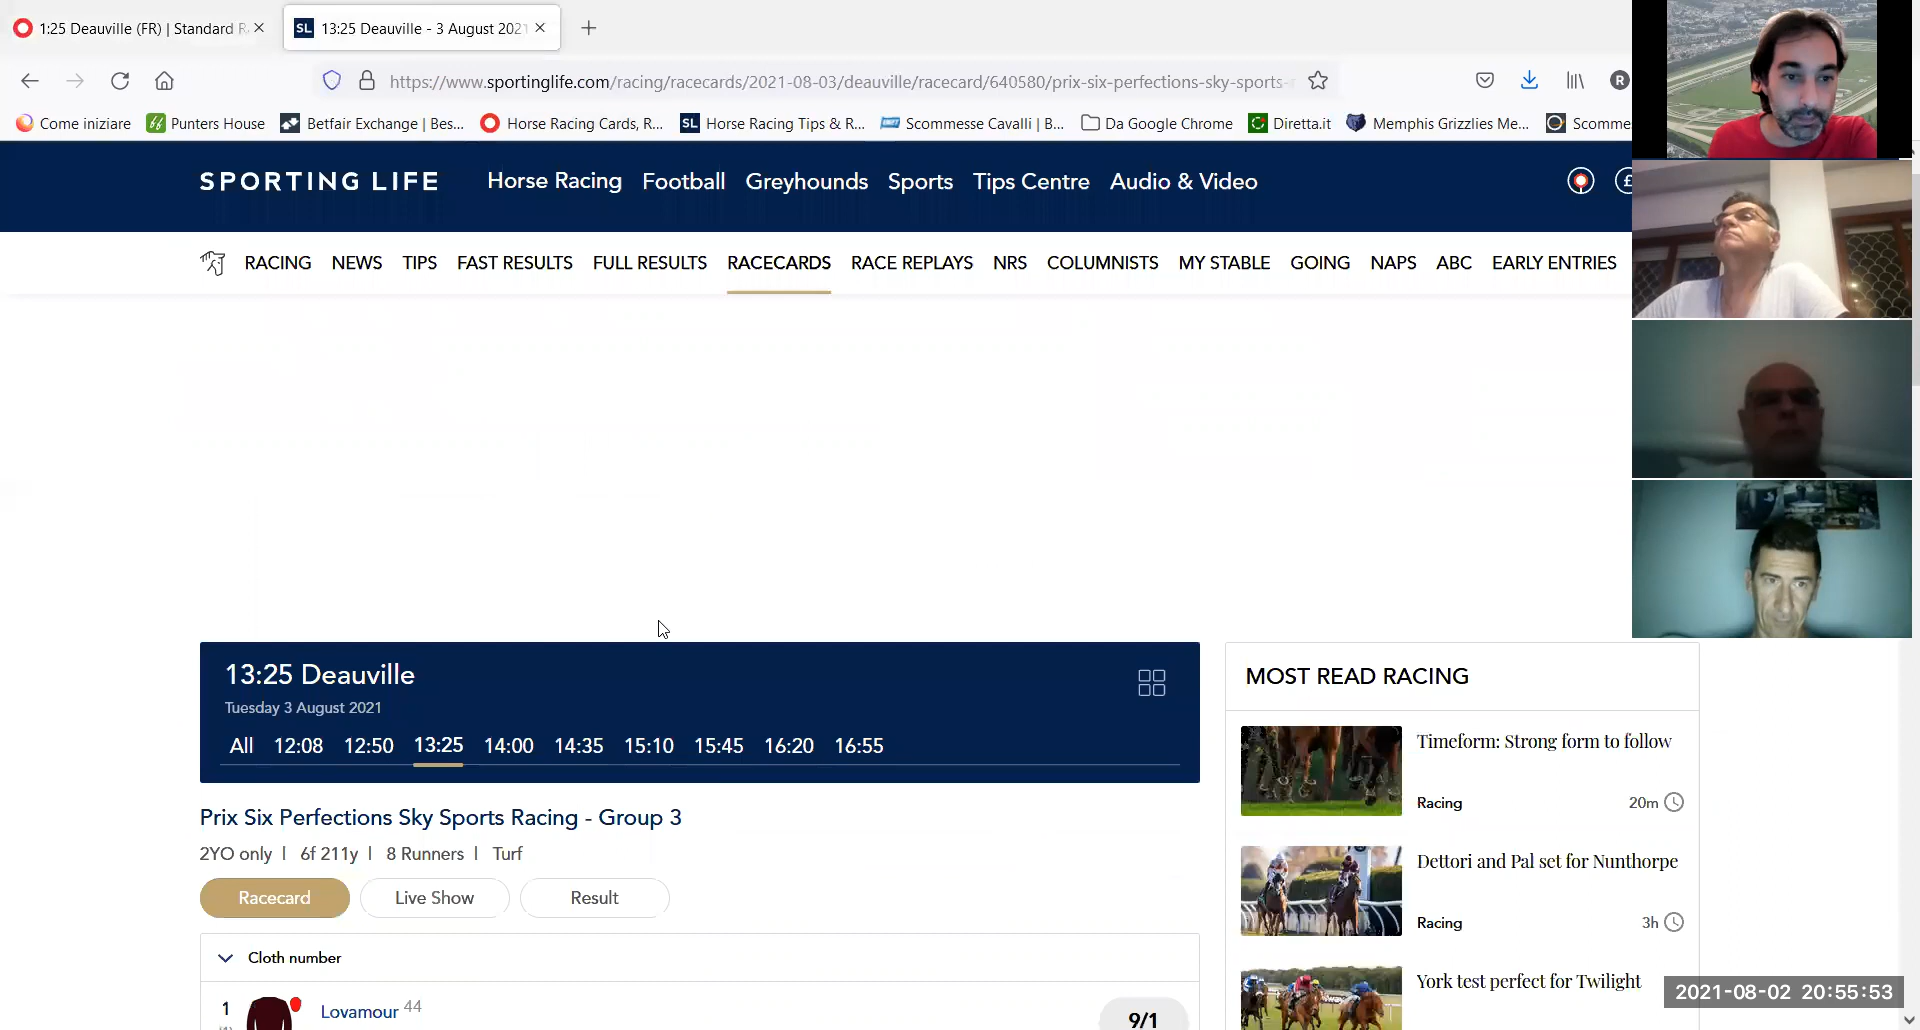 1:25 Deauville (FR) | Standard R
SL 13:25 Deauville - 3 August 2021
https://www.sportinglife.com/racing/racecards/2021-08-03/deauville/racecard/640580/prix-six-perfections-sky-sports-
R
Come iniziare Punters House Betfair Exchange | Bes... Horse Racing Cards, R... SL Horse Racing Tips & R... Scommesse Cavalli | B... Da Google Chrome Diretta.it Memphis Grizzlies Me... Scomme
SPORTING LIFE Horse Racing Football Greyhounds Sports Tips Centre Audio & Video £
RACING NEWS TIPS FAST RESULTS FULL RESULTS RACECARDS RACE REPLAYS NRS COLUMNISTS MY STABLE GOING NAPS ABC EARLY ENTRIES
13:25 Deauville
Tuesday 3 August 2021
All 12:08 12:50 13:25 14:00 14:35 15:10 15:45 16:20 16:55
Prix Six Perfections Sky Sports Racing - Group 3
2YO only | 6f 211y | 8 Runners | Turf
Racecard Live Show Result
Cloth number
1 Lovamour 44 9/1
MOST READ RACING
Timeform: Strong form to follow
Racing 20m
Dettori and Pal set for Nunthorpe
Racing 3h
York test perfect for Twilight
2021-08-02 20:55:53